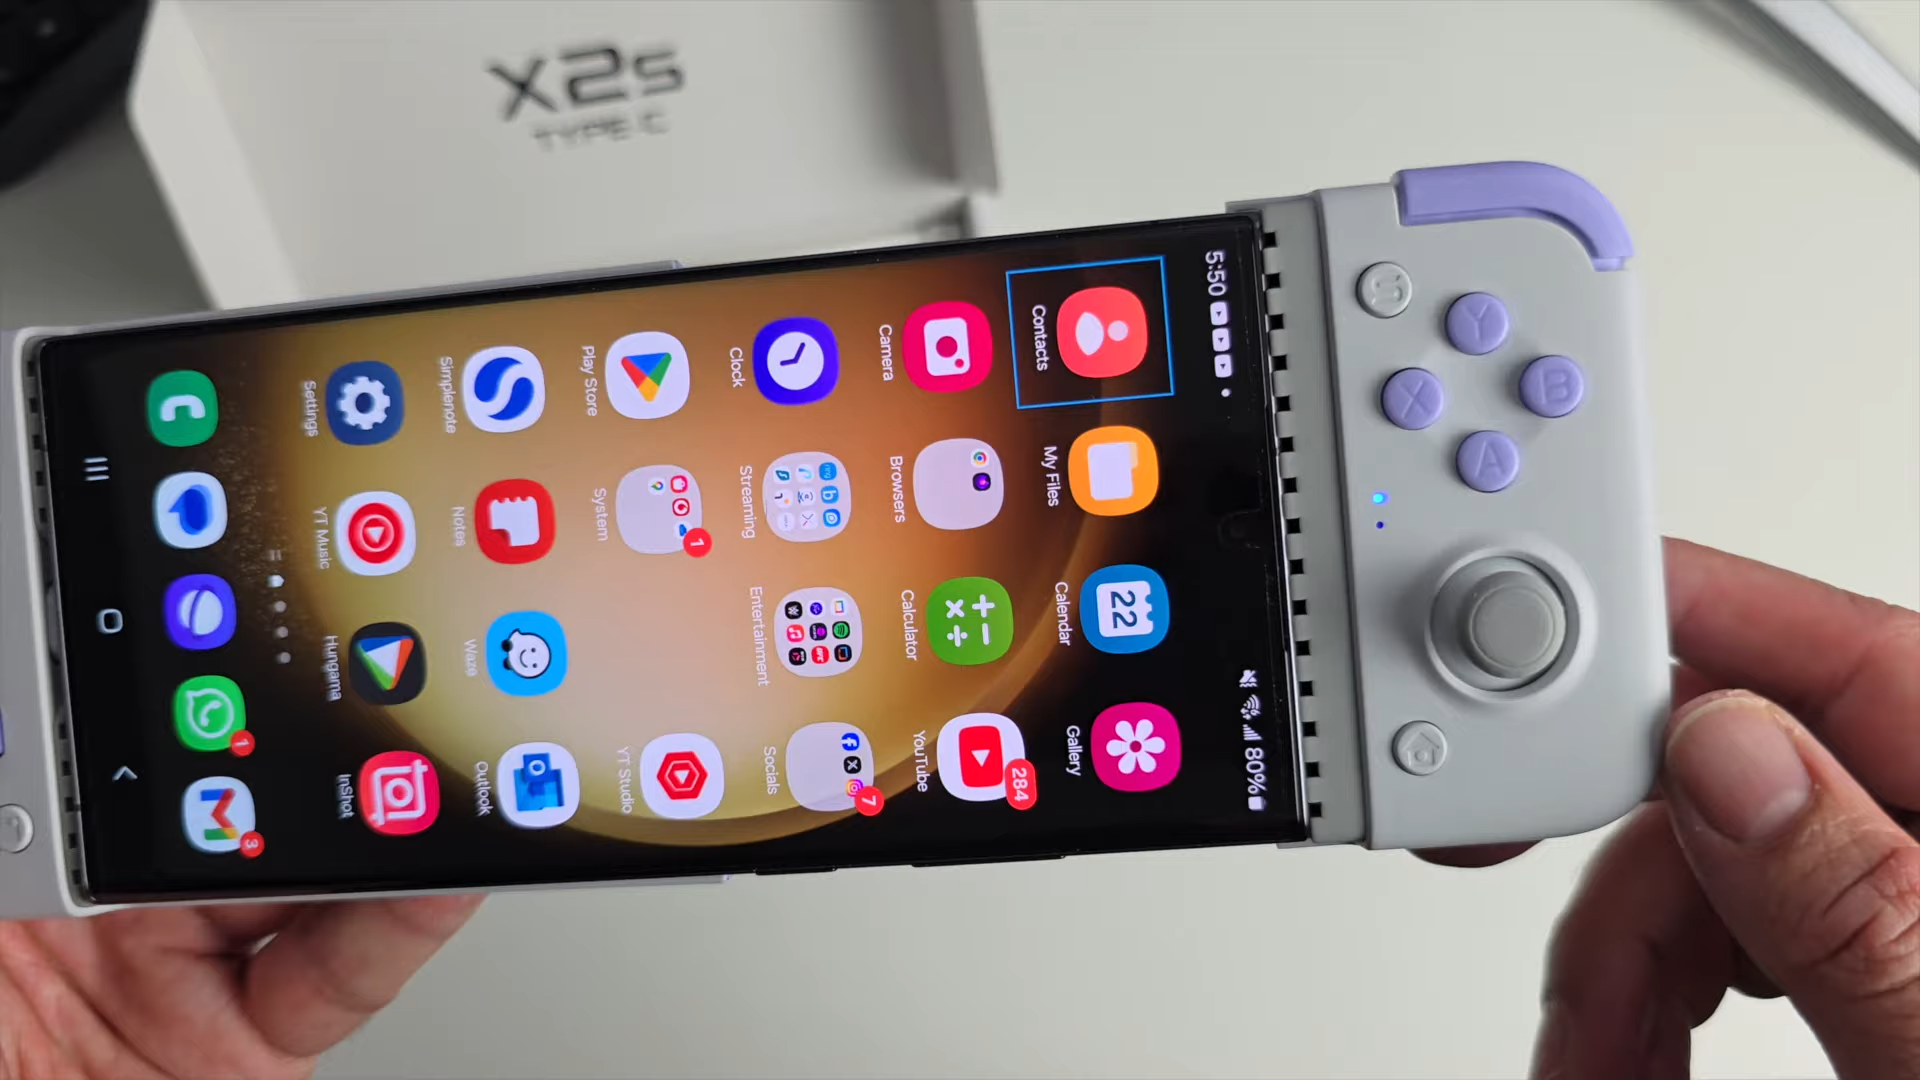 X2s
TYPE C
5:50
80%
Contacts
My Files
22
Calendar
Gallery
Camera
Browsers
Calculator
284
YouTube
Clock
Streaming
Entertainment
7
Socials
Play Store
1
System
YT Studio
Simplenote
Notes
Waze
Outlook
Settings
YT Music
Hungama
InShot
1
3
Y
X
B
A